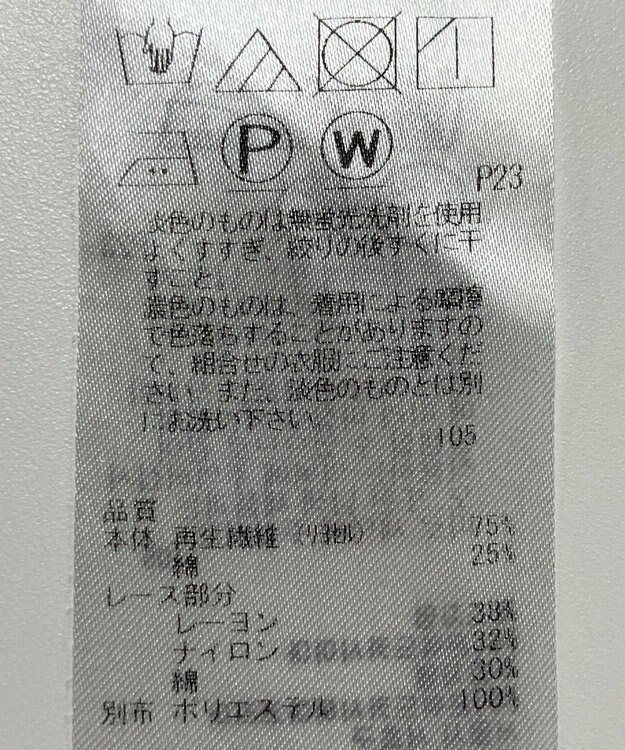 P W
P23
淡色のものは無蛍光洗剤を使用
よくすすぎ、絞りの後すぐに干
すこと。
濃色のものは、着用による摩擦
で色落ちすることがありますの
で、組合せの衣服にご注意くだ
さい。また、淡色のものとは別
にお洗い下さい。
105
品質
本体 再生繊維 (リヨセル) 75%
綿 25%
レース部分
レーヨン 38%
ナイロン 32%
綿 30%
別布 ポリエステル 100%